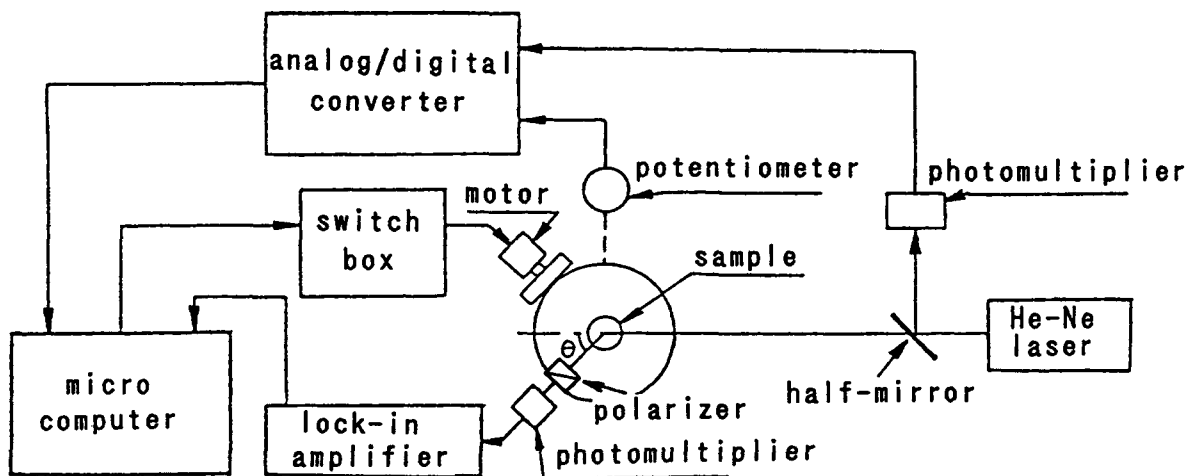 analog/digital
converter
potentiometer
photomultiplier
motor
switch
box
sample
He-Ne
laser
θ
half-mirror
micro
computer
polarizer
lock-in
amplifier
photomultiplier